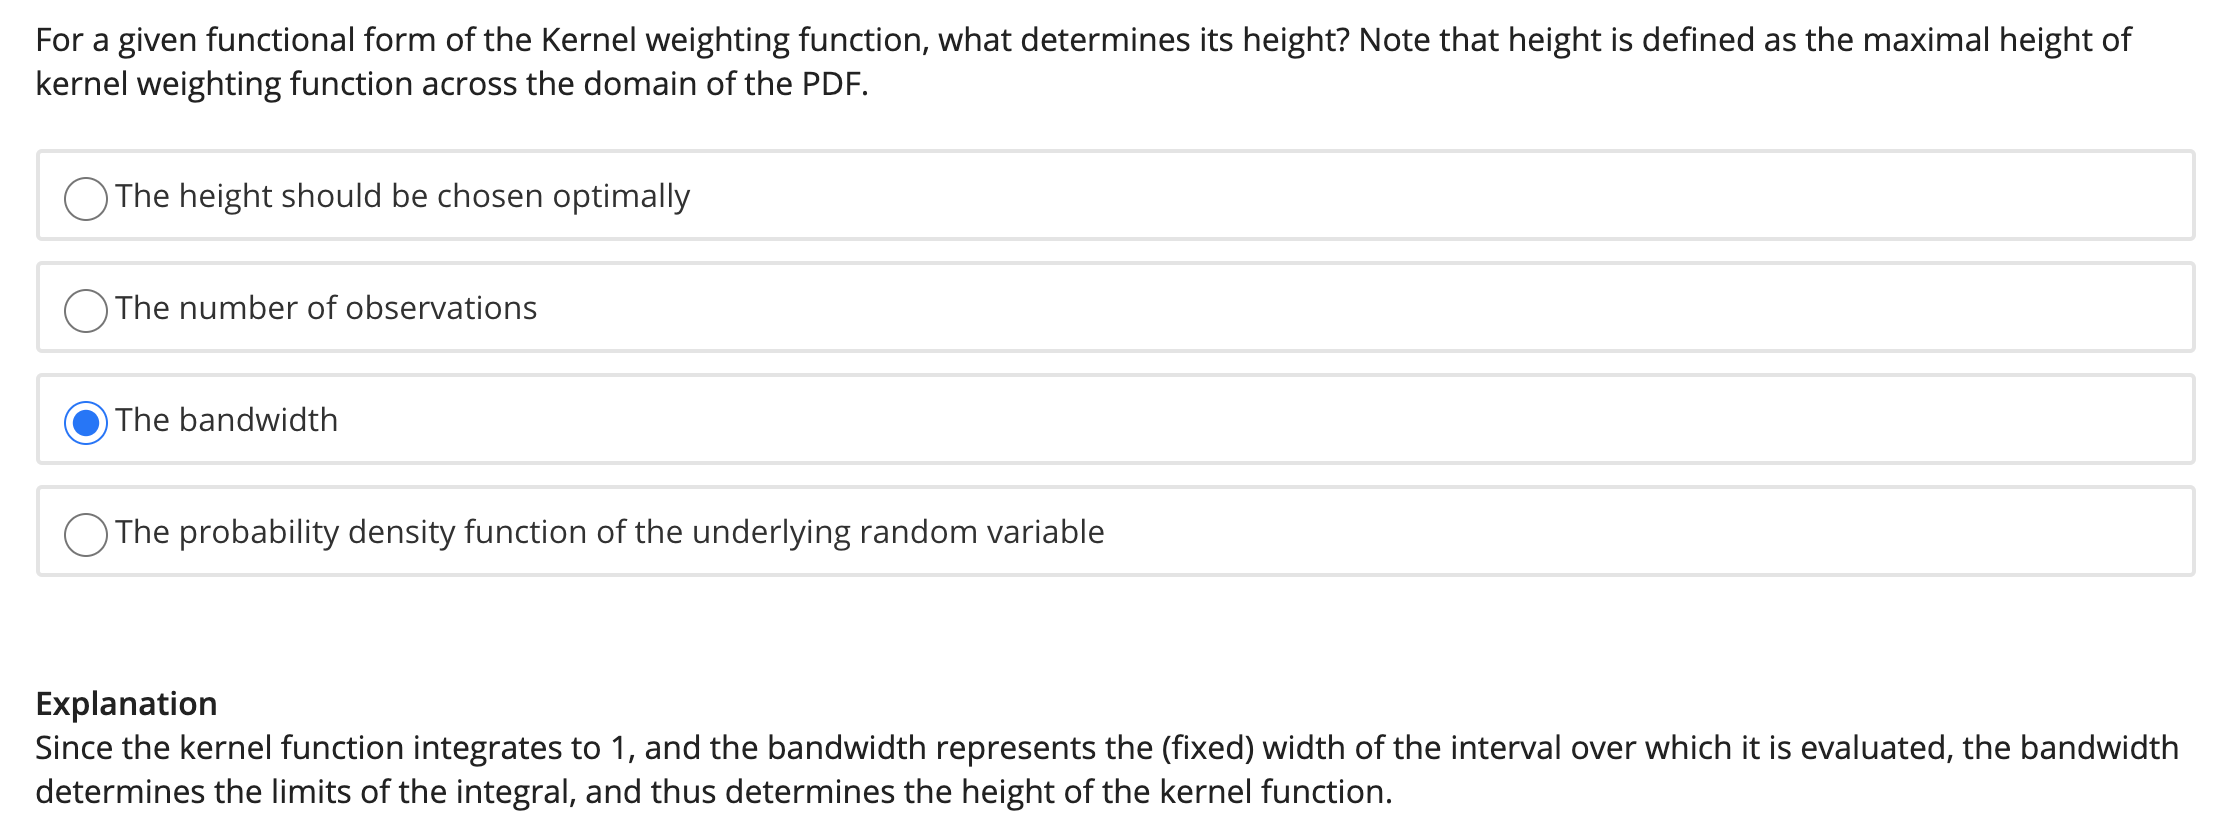 For a given functional form of the Kernel weighting function, what determines its height? Note that height is defined as the maximal height of
kernel weighting function across the domain of the PDF.
The height should be chosen optimally
The number of observations
The bandwidth
The probability density function of the underlying random variable
Explanation
Since the kernel function integrates to 1, and the bandwidth represents the (fixed) width of the interval over which it is evaluated, the bandwidth
determines the limits of the integral, and thus determines the height of the kernel function.